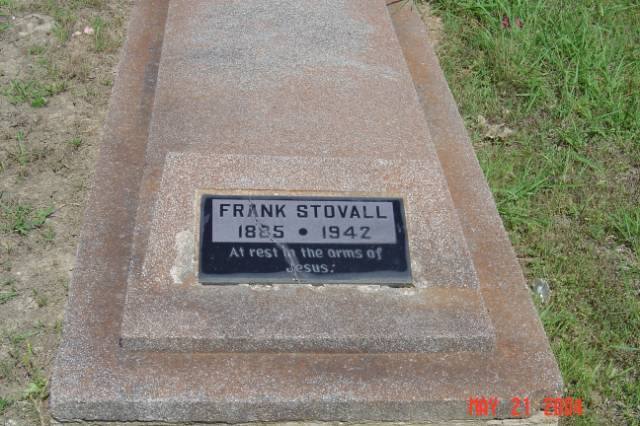 FRANK STOVALL
1885 • 1942
At rest in the arms of
Jesus.
MAY 21 2004